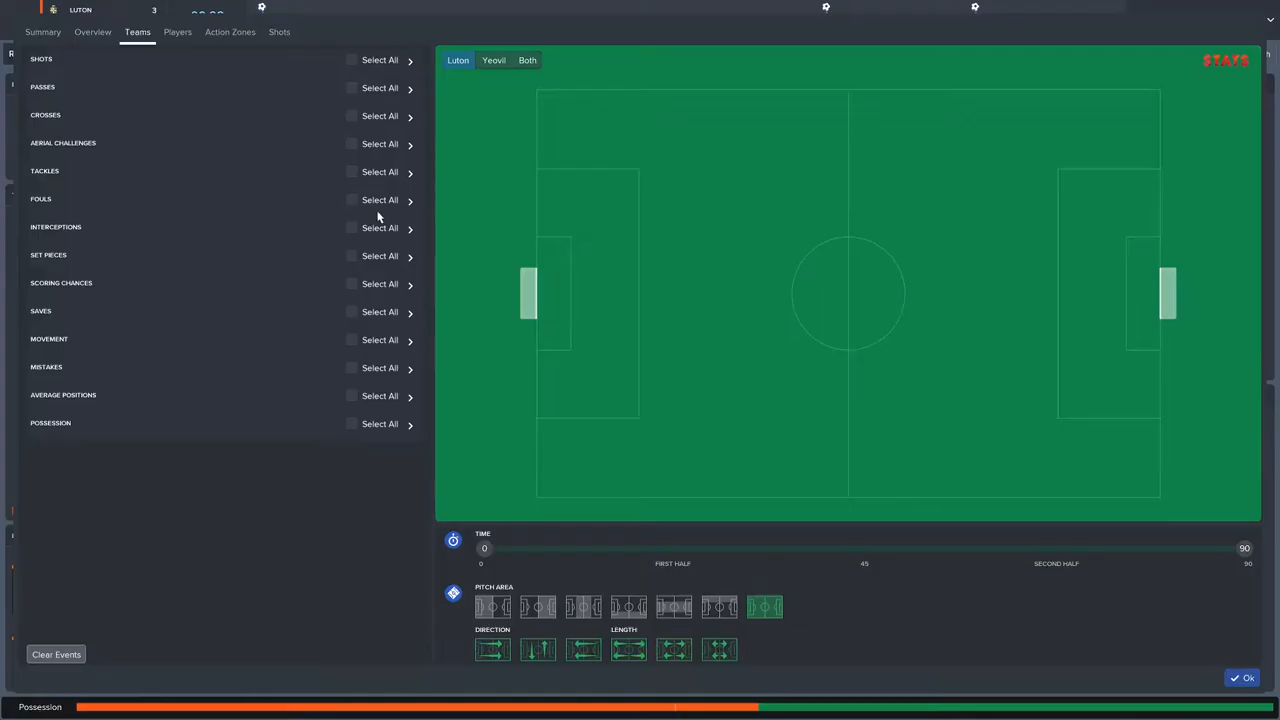 LUTON 3
Summary Overview Teams Players Action Zones Shots
SHOTS Select All
PASSES Select All
CROSSES Select All
AERIAL CHALLENGES Select All
TACKLES Select All
FOULS Select All
INTERCEPTIONS Select All
SET PIECES Select All
SCORING CHANCES Select All
SAVES Select All
MOVEMENT Select All
MISTAKES Select All
AVERAGE POSITIONS Select All
POSSESSION Select All
Clear Events
Luton Yeovil Both
STATS
TIME
0 90
0 FIRST HALF 45 SECOND HALF 90
PITCH AREA
DIRECTION LENGTH
Ok
Possession